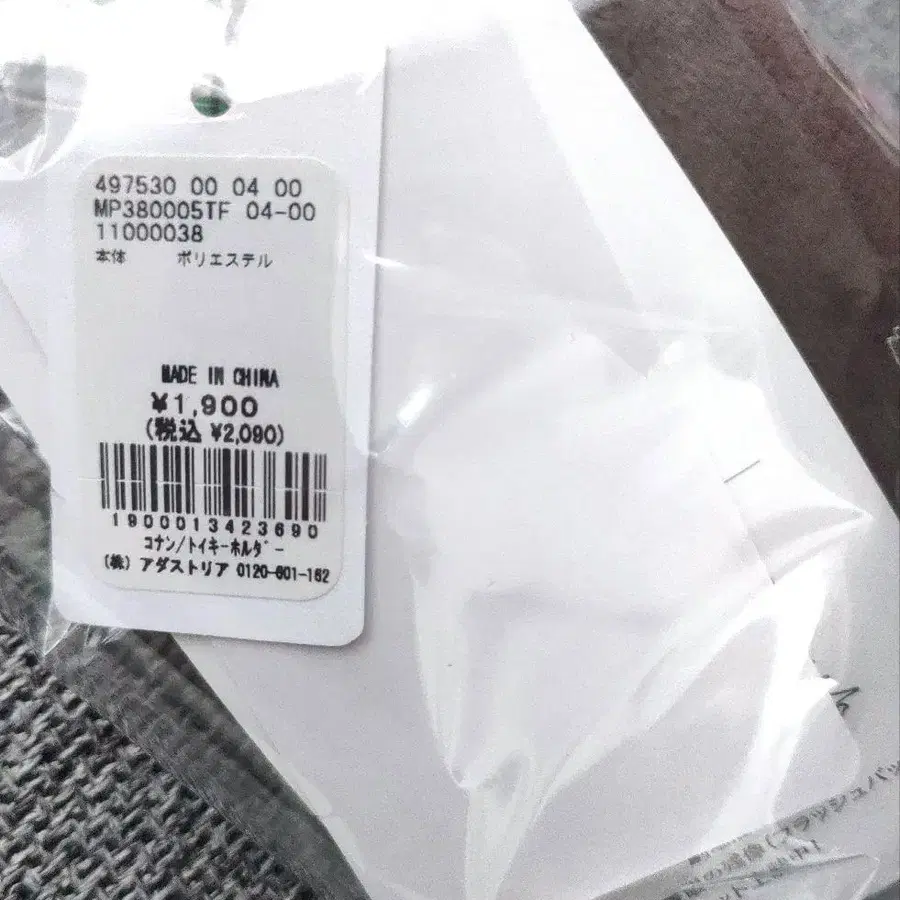 497530 00 04 00
MP380005TF 04-00
11000038
本体 ポリエステル
MADE IN CHINA
¥1,900
(税込 ¥2,090)
1900013423690
コナン/トイキーホルダー
(株) アダストリア 0120-601-162